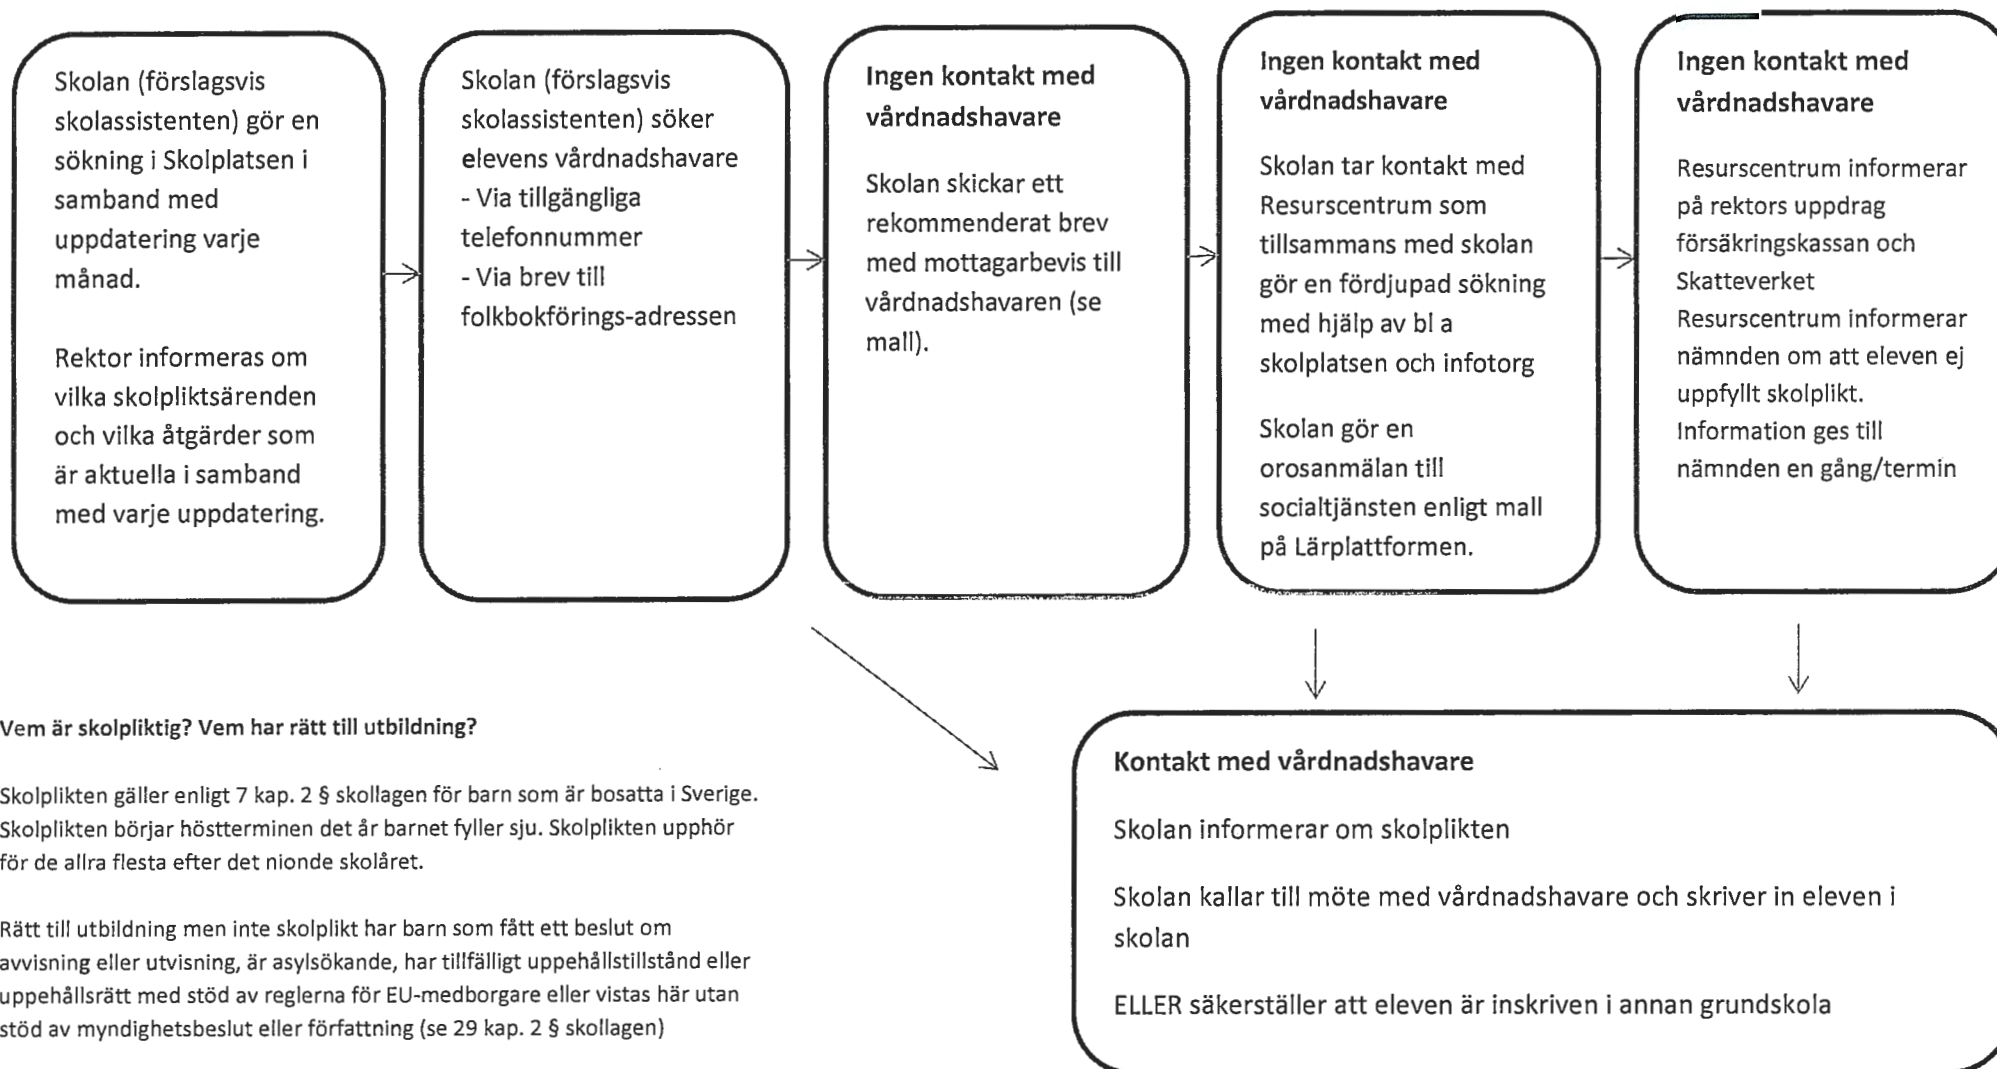 Skolan (förslagsvis
skolassistenten) gör en
sökning i Skolplatsen i
samband med
uppdatering varje
månad.
Rektor informeras om
vilka skolpliktsärenden
och vilka åtgärder som
är aktuella i samband
med varje uppdatering.
Skolan (förslagsvis
skolassistenten) söker
elevens vårdnadshavare
- Via tillgängliga
telefonnummer
- Via brev till
folkbokförings-adressen
Ingen kontakt med
vårdnadshavare
Skolan skickar ett
rekommenderat brev
med mottagarbevis till
vårdnadshavaren (se
mall).
Ingen kontakt med
vårdnadshavare
Skolan tar kontakt med
Resurscentrum som
tillsammans med skolan
gör en fördjupad sökning
med hjälp av bl a
skolplatsen och infotorg
Skolan gör en
orosanmälan till
socialtjänsten enligt mall
på Lärplattformen.
Ingen kontakt med
vårdnadshavare
Resurscentrum informerar
på rektors uppdrag
försäkringskassan och
Skatteverket
Resurscentrum informerar
nämnden om att eleven ej
uppfyllt skolplikt.
Information ges till
nämnden en gång/termin
Vem är skolpliktig? Vem har rätt till utbildning?
Skolplikten gäller enligt 7 kap. 2 § skollagen för barn som är bosatta i Sverige.
Skolplikten börjar höstterminen det år barnet fyller sju. Skolplikten upphör
för de allra flesta efter det nionde skolåret.
Rätt till utbildning men inte skolplikt har barn som fått ett beslut om
avvisning eller utvisning, är asylsökande, har tillfälligt uppehållstillstånd eller
uppehållsrätt med stöd av reglerna för EU-medborgare eller vistas här utan
stöd av myndighetsbeslut eller författning (se 29 kap. 2 § skollagen)
Kontakt med vårdnadshavare
Skolan informerar om skolplikten
Skolan kallar till möte med vårdnadshavare och skriver in eleven i
skolan
ELLER säkerställer att eleven är inskriven i annan grundskola